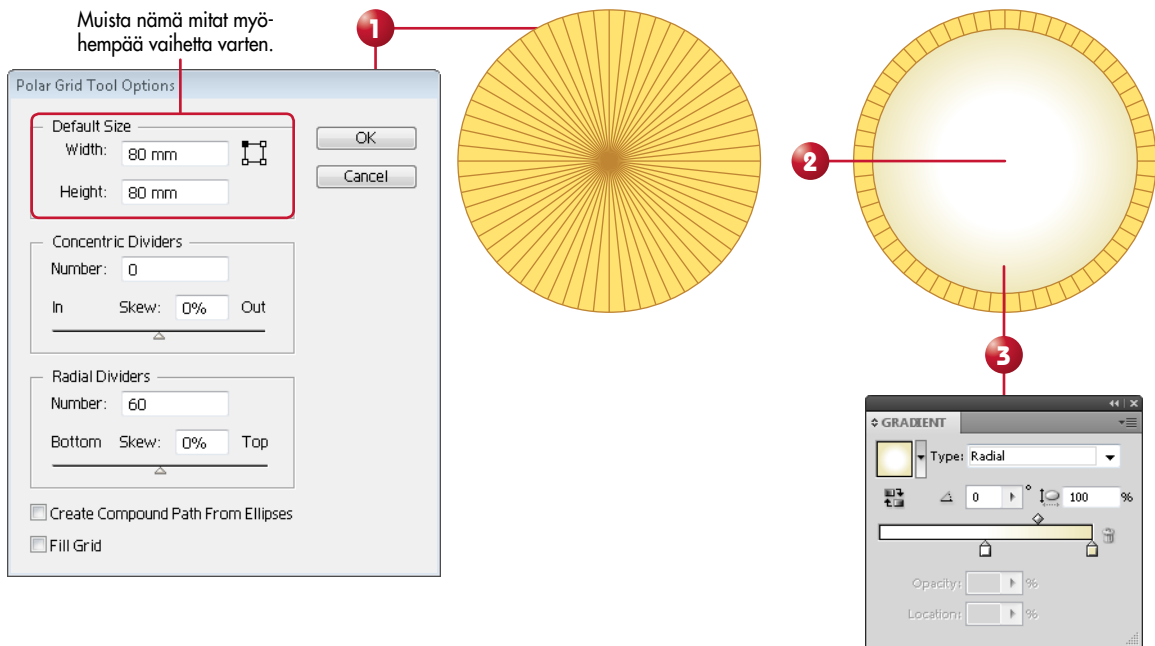 Muista nämä mitat myö-
hempää vaihetta varten.
Polar Grid Tool Options
Default Size
Width: 80 mm
Height: 80 mm
OK
Cancel
Concentric Dividers
Number: 0
In Skew: 0% Out
Radial Dividers
Number: 60
Bottom Skew: 0% Top
Create Compound Path From Ellipses
Fill Grid
1
2
3
GRADIENT
Type: Radial
0 ° 100 %
Opacity: %
Location: %